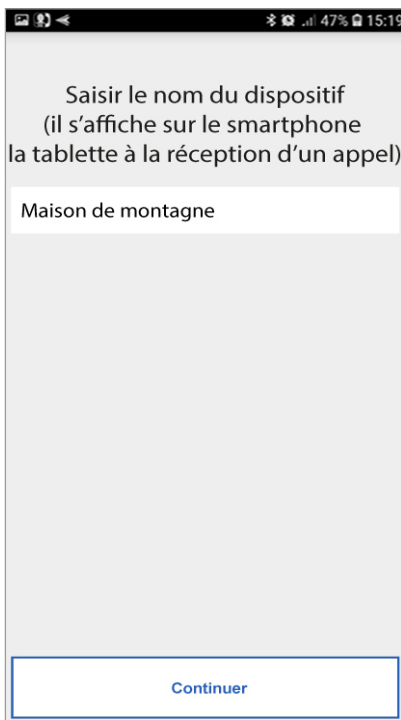 47% 15:19
Saisir le nom du dispositif
(il s'affiche sur le smartphone
la tablette à la réception d'un appel)
Maison de montagne
Continuer